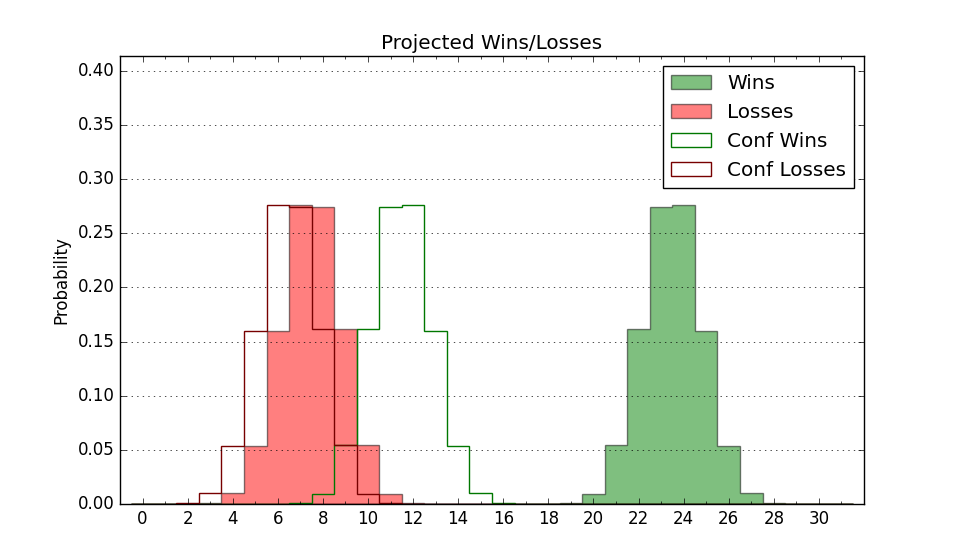 Projected Wins/Losses
0.40
0.35
0.30
0.25
0.20
0.15
0.10
0.05
0.00
Probability
Wins
Losses
Conf Wins
Conf Losses
0 2 4 6 8 10 12 14 16 18 20 22 24 26 28 30